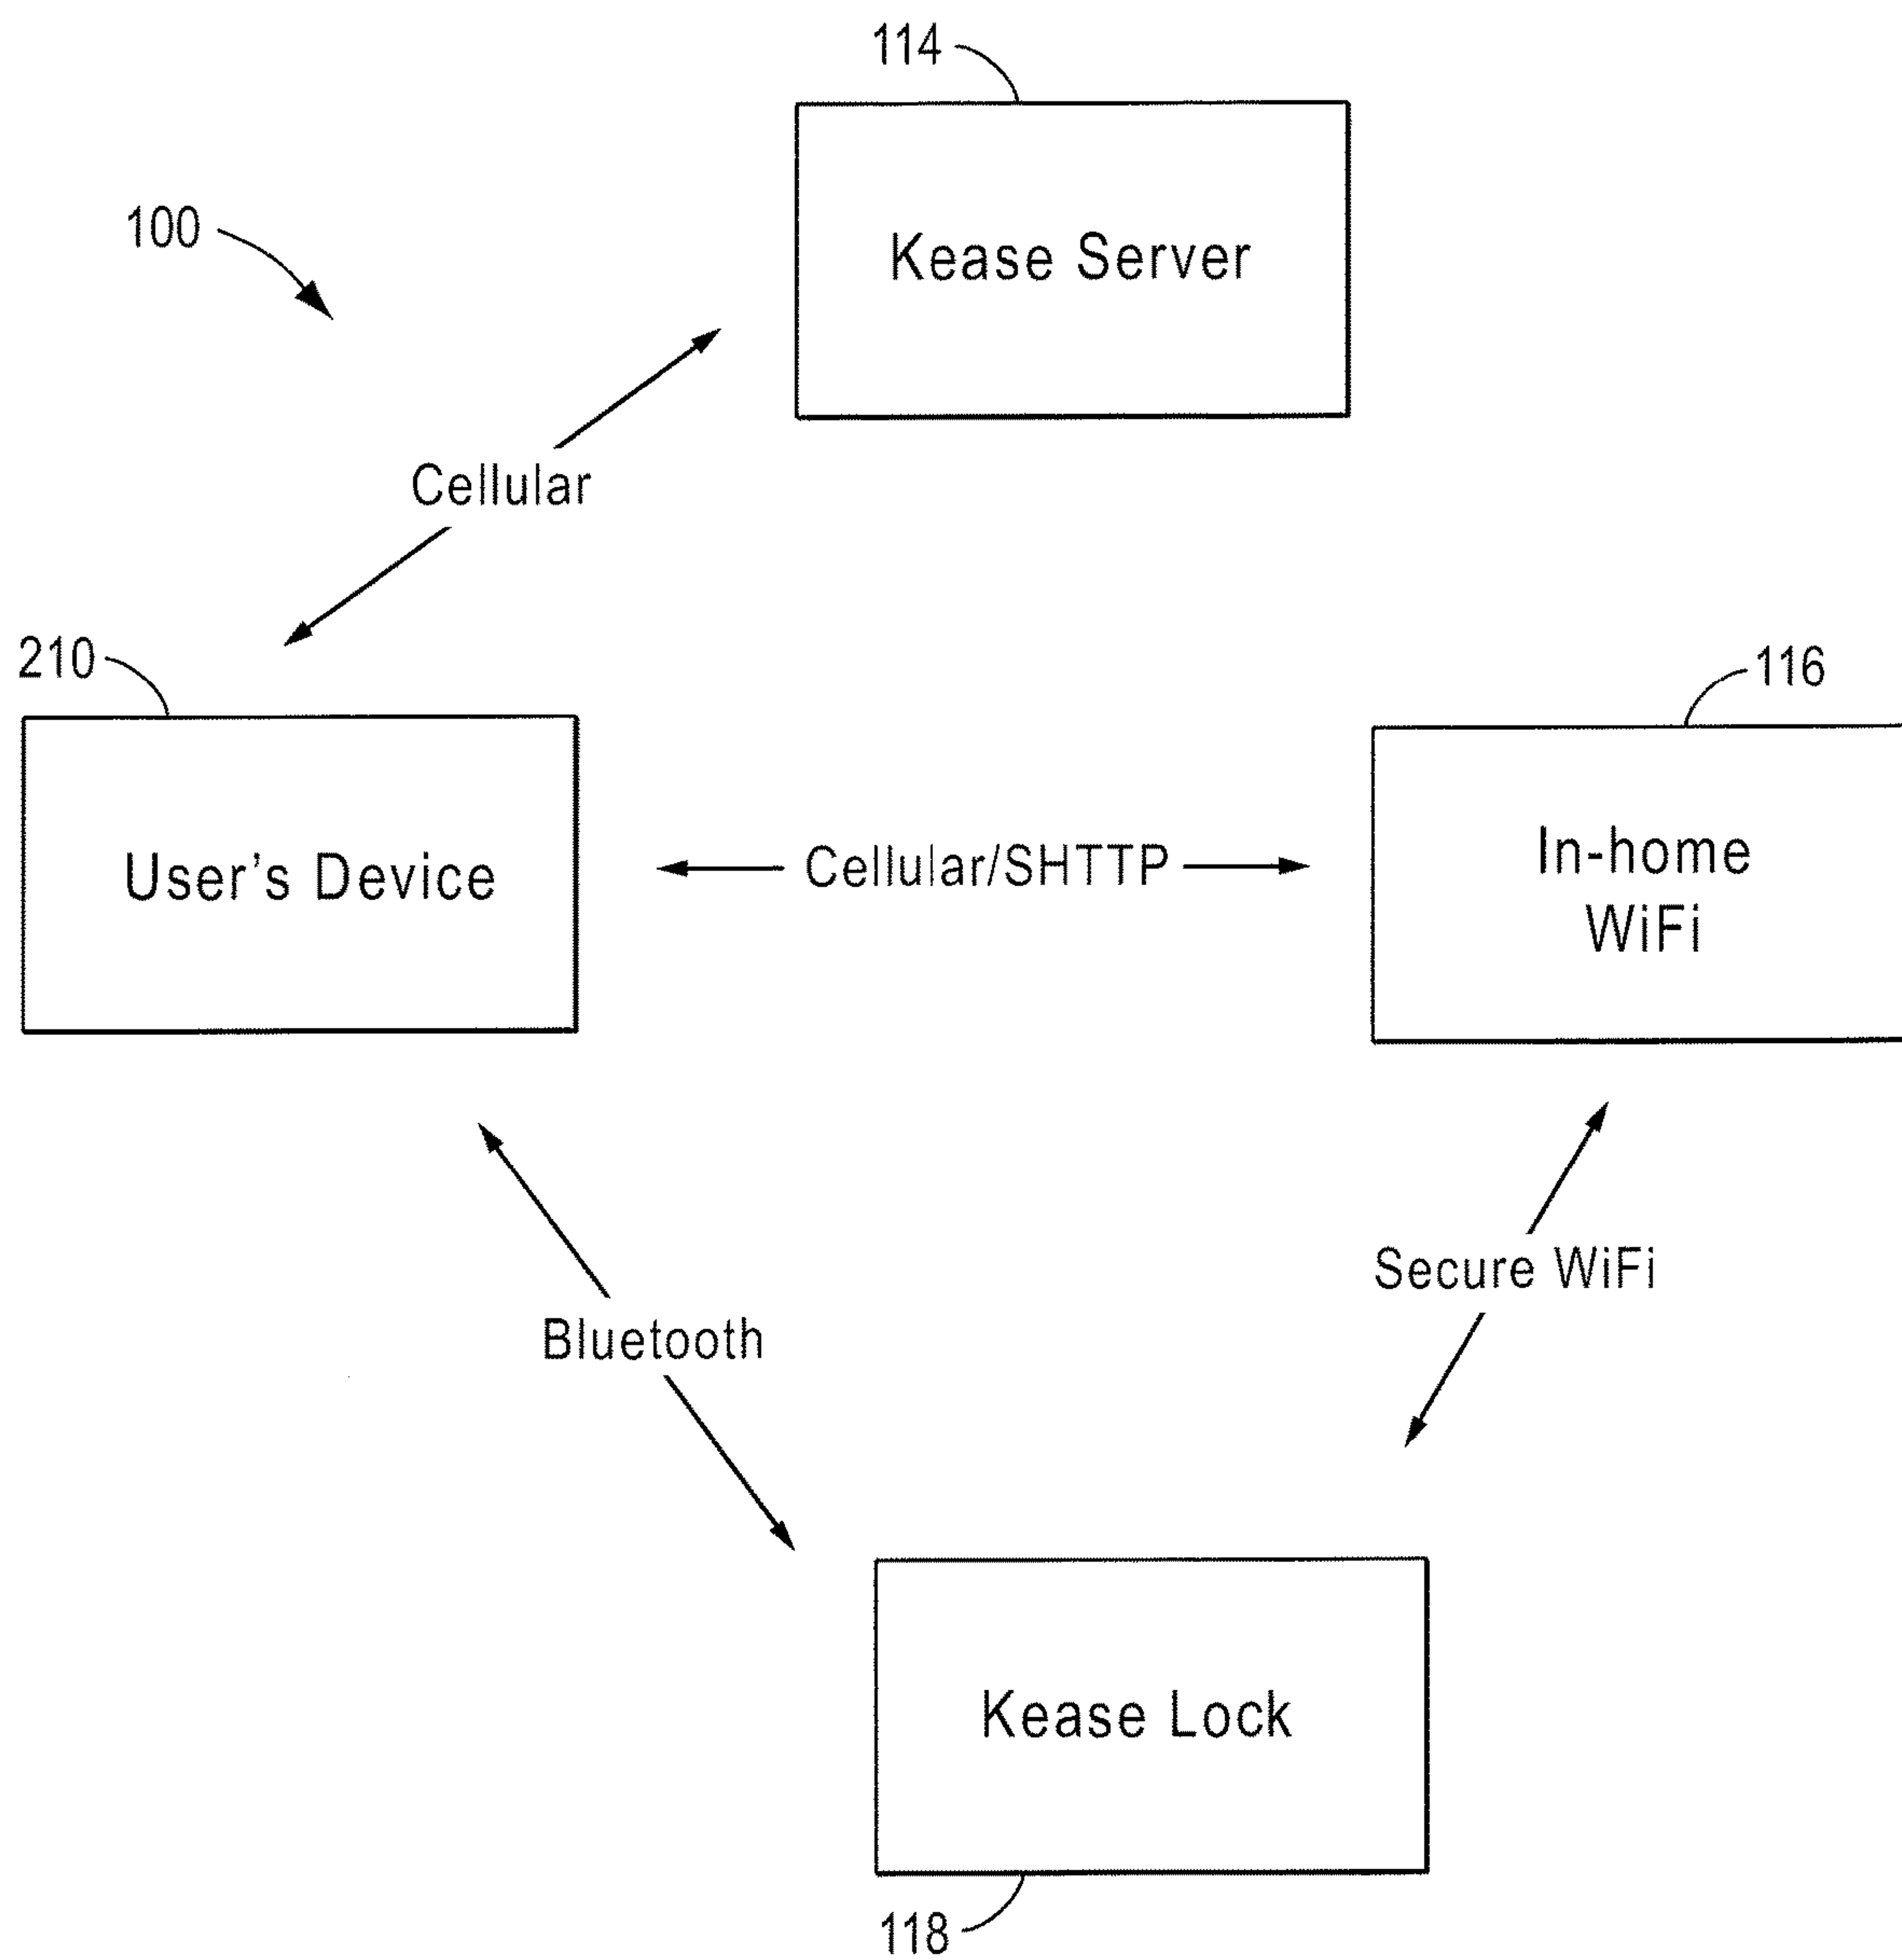 114
100
Kease Server
Cellular
210
116
User's Device
Cellular/SHTTP
In-home
WiFi
Secure WiFi
Bluetooth
Kease Lock
118